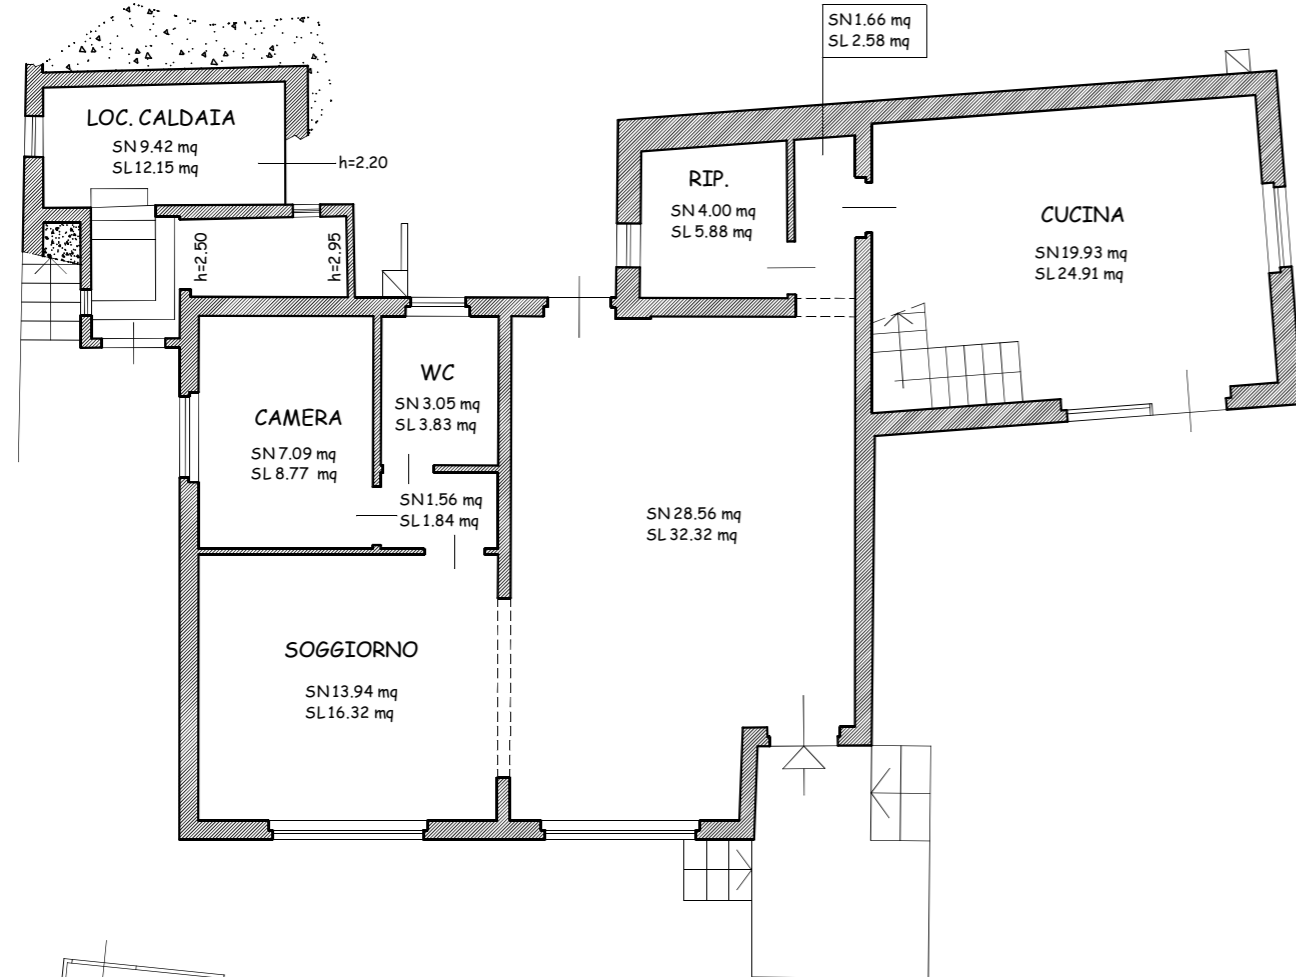 SN 1.66 mq
SL 2.58 mq
LOC. CALDAIA
SN 9.42 mq
SL 12.15 mq
h=2.20
RIP.
SN 4.00 mq
SL 5.88 mq
CUCINA
SN 19.93 mq
SL 24.91 mq
h=2.50
h=2.95
WC
SN 3.05 mq
SL 3.83 mq
CAMERA
SN 7.09 mq
SL 8.77 mq
SN 1.56 mq
SL 1.84 mq
SN 28.56 mq
SL 32.32 mq
SOGGIORNO
SN 13.94 mq
SL 16.32 mq